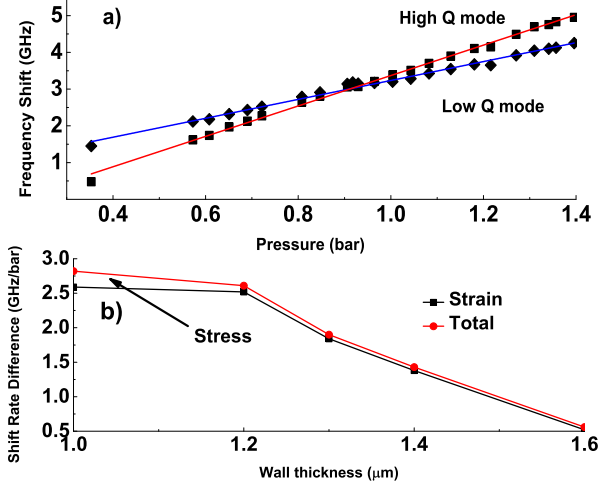 a)
High Q mode
Low Q mode
Frequency Shift (GHz)
5
4
3
2
1
0.4 0.6 0.8 1.0 1.2 1.4
Pressure (bar)
b)
Stress
Strain
Total
Shift Rate Difference (GHz/bar)
3.0
2.5
2.0
1.5
1.0
0.5
1.0 1.2 1.4 1.6
Wall thickness (μm)